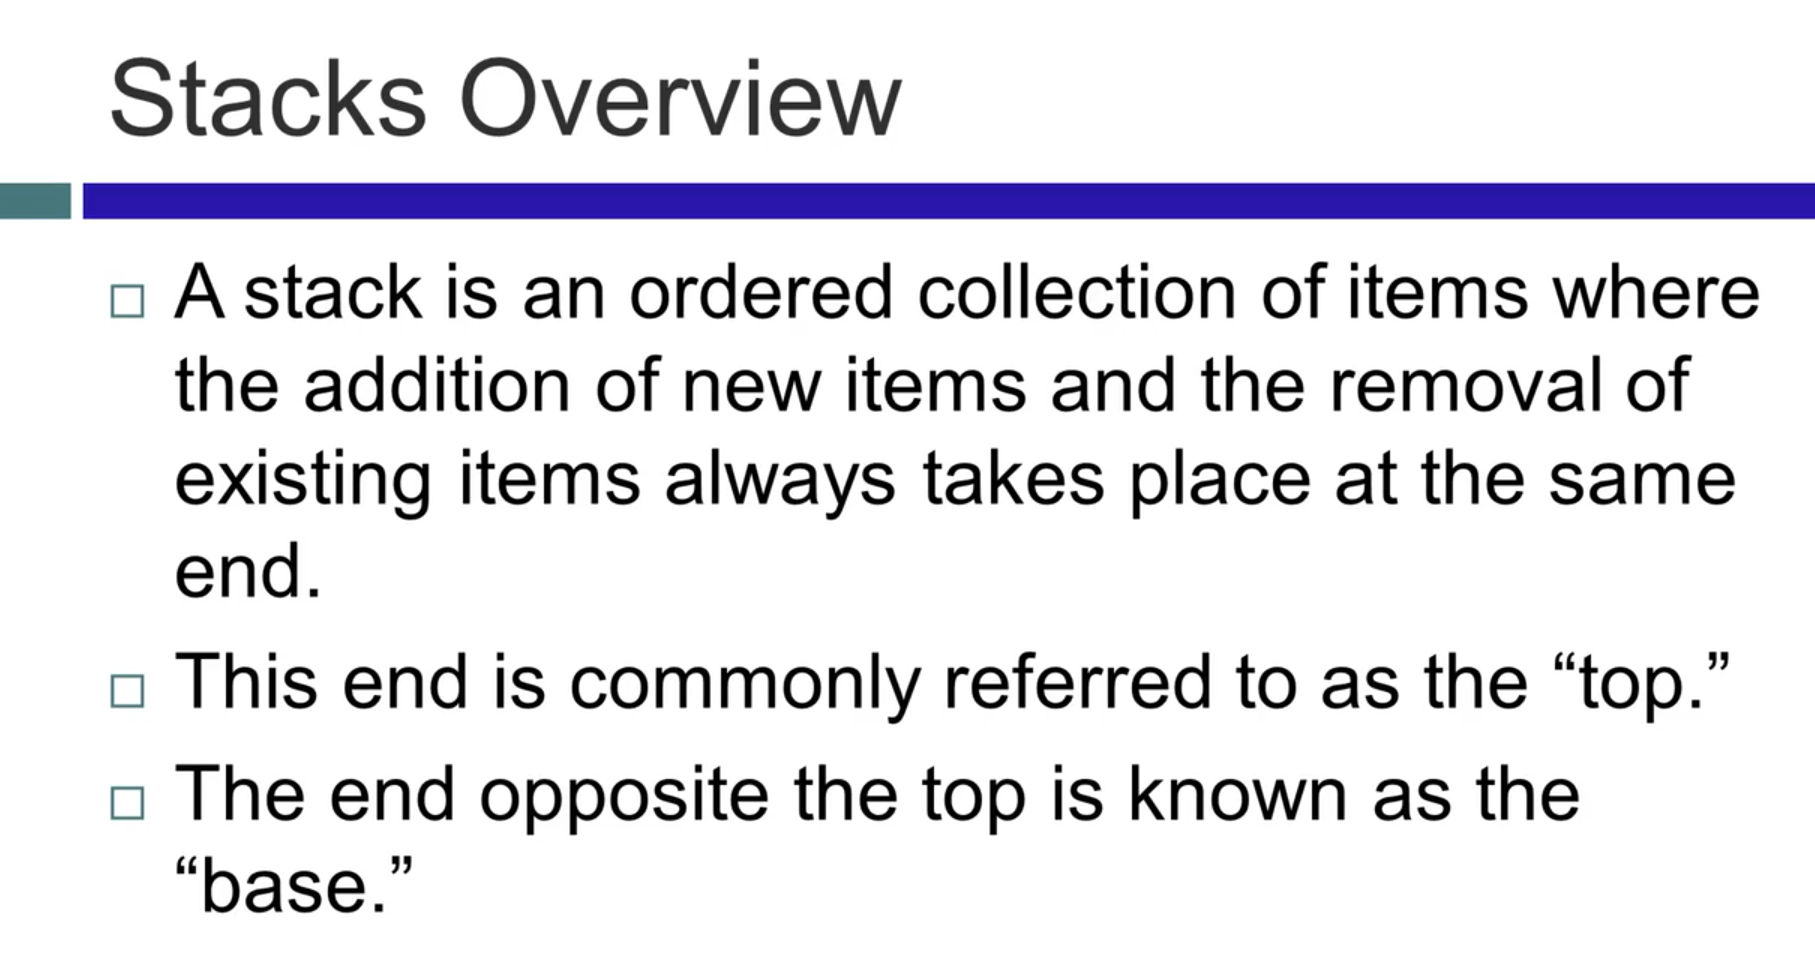 Stacks Overview
A stack is an ordered collection of items where
the addition of new items and the removal of
existing items always takes place at the same
end.
This end is commonly referred to as the “top.”
The end opposite the top is known as the
“base.”